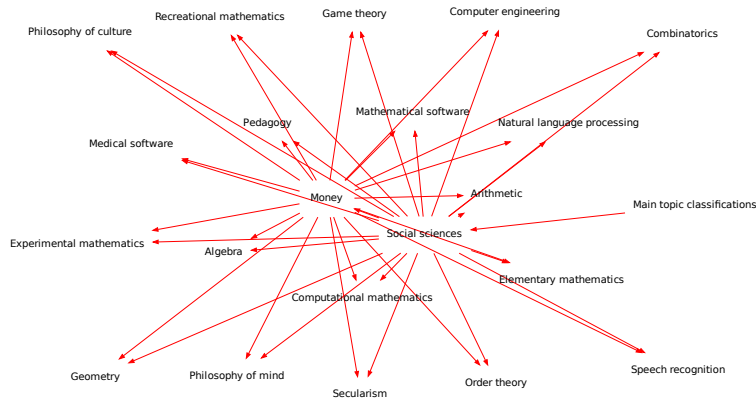 Computer engineering
Game theory
Recreational mathematics
Philosophy of culture
Combinatorics
Mathematical software
Pedagogy
Natural language processing
Medical software
Arithmetic
Money
Main topic classifications
Social sciences
Experimental mathematics
Algebra
Elementary mathematics
Computational mathematics
Speech recognition
Geometry
Philosophy of mind
Order theory
Secularism